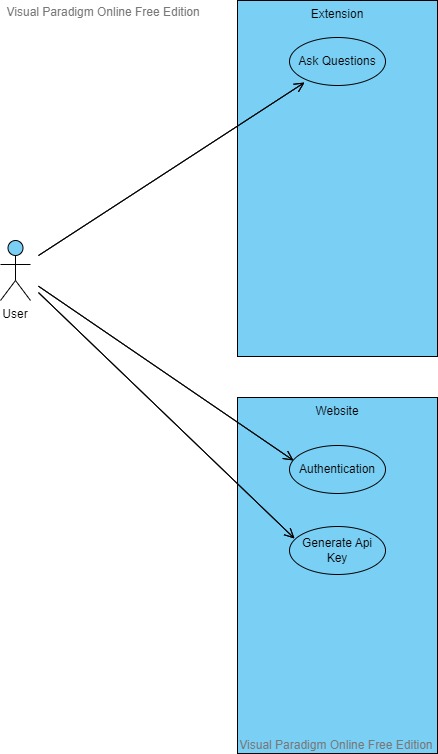 Visual Paradigm Online Free Edition
Extension
Ask Questions
User
Website
Authentication
Generate Api
Key
Visual Paradigm Online Free Edition